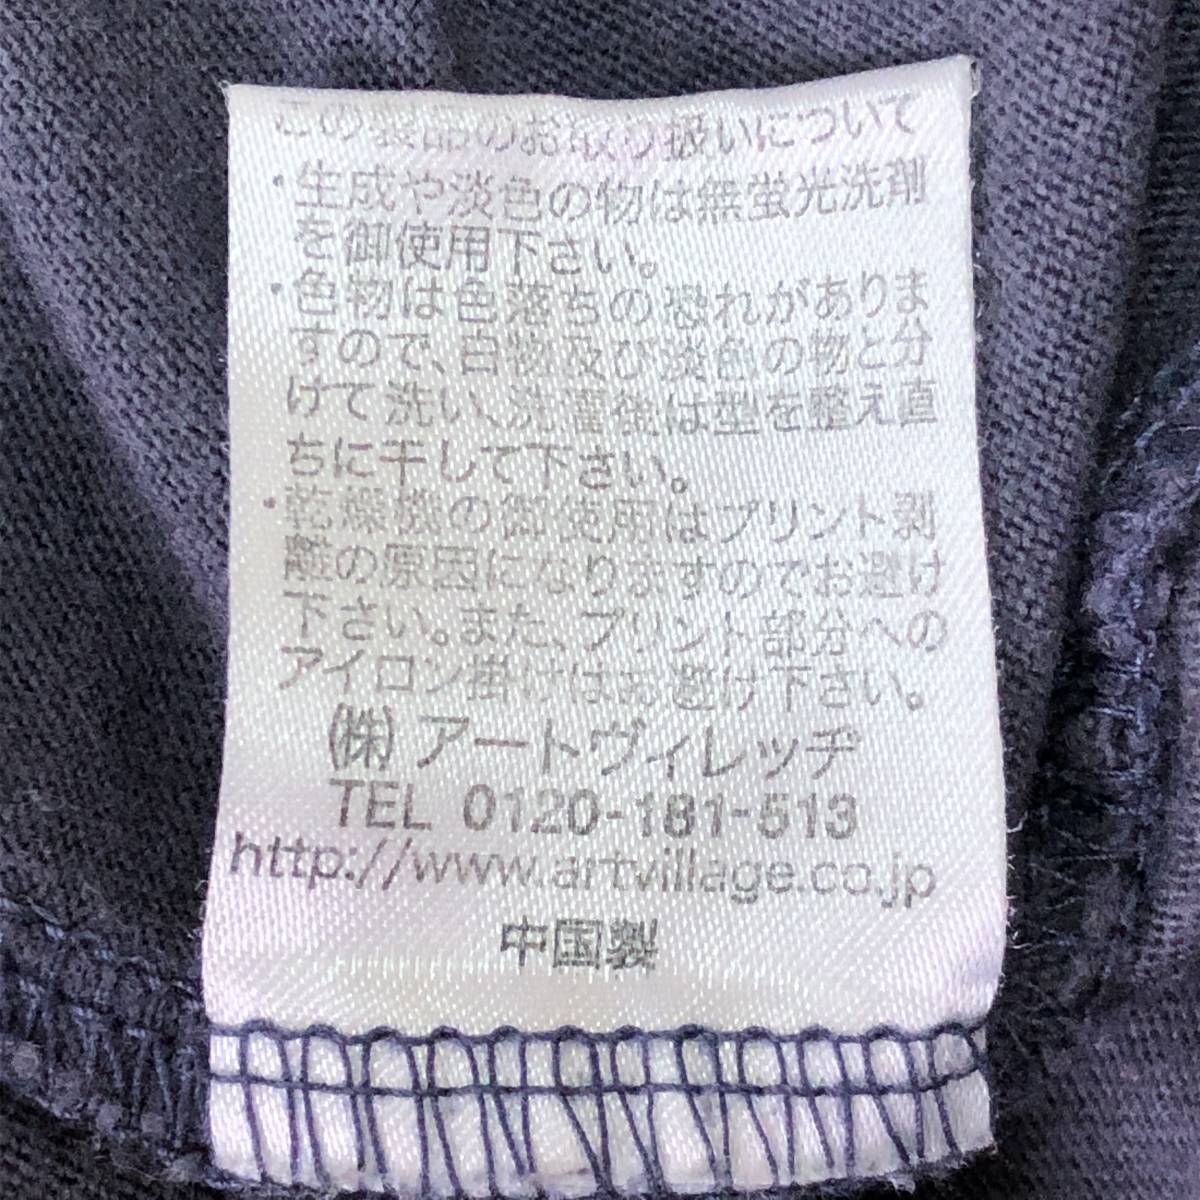 この製品のお取り扱いについて
・生成や淡色の物は無蛍光洗剤
を御使用下さい。
・色物は色落ちの恐れがありま
すので、白物及び淡色の物と分
けて洗い、洗濯後は型を整え直
ちに干して下さい。
・乾燥機の御使用はプリント剥
離の原因になりますのでお避け
下さい。また、プリント部分への
アイロン掛けはお避け下さい。
㈱アートヴィレッヂ
TEL 0120-181-513
http://www.artvillage.co.jp
中国製